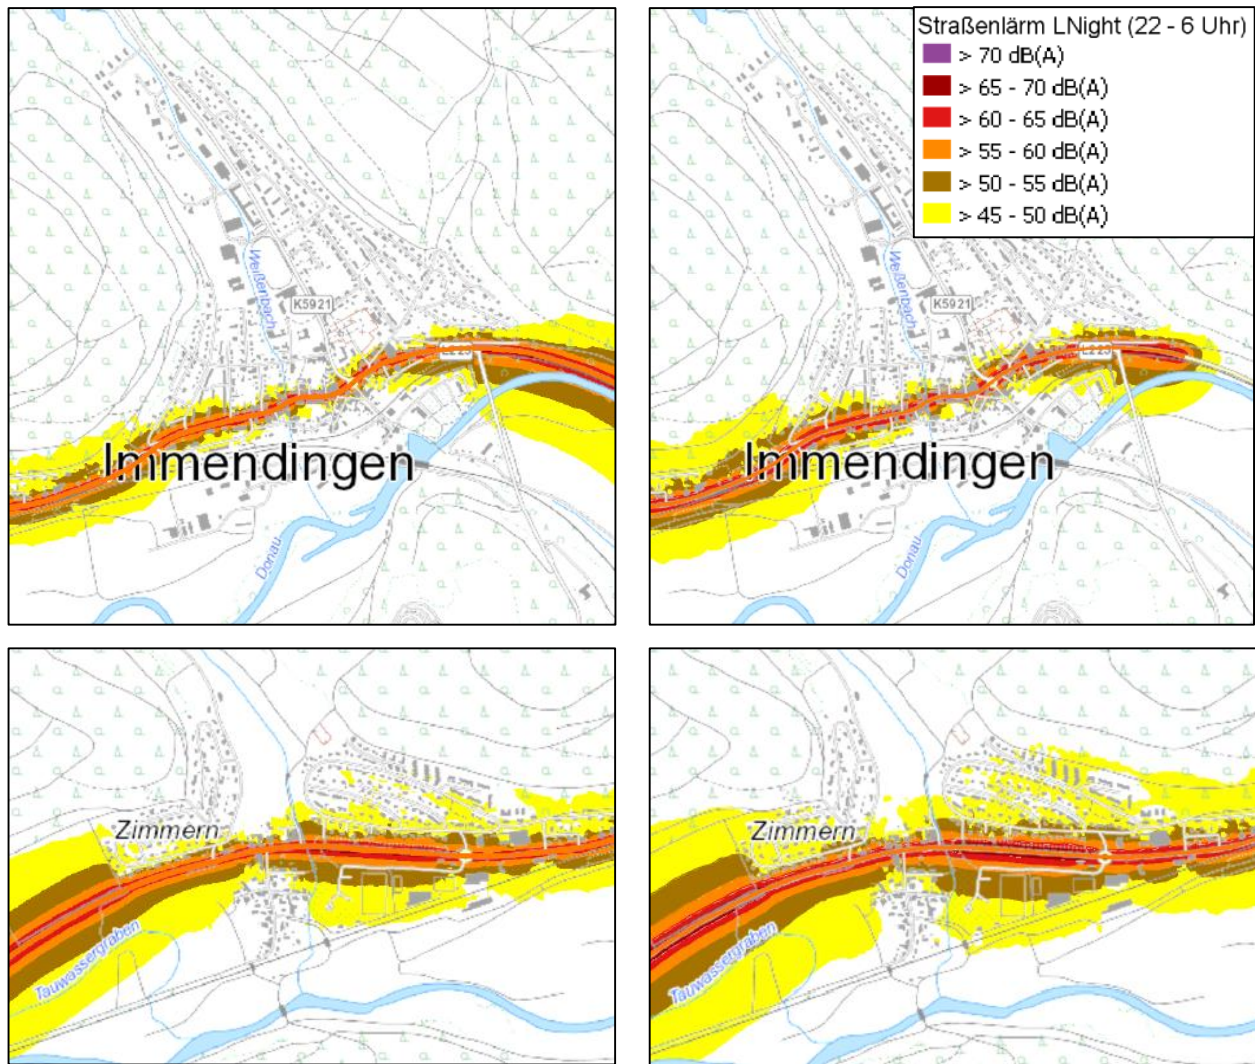 Straßenlärm LNight (22 - 6 Uhr)
> 70 dB(A)
> 65 - 70 dB(A)
> 60 - 65 dB(A)
> 55 - 60 dB(A)
> 50 - 55 dB(A)
> 45 - 50 dB(A)
Weißenbach
K5921
Immendingen
Donau
Weißenbach
K5921
Immendingen
Donau
Zimmern
Tauwassergraben
Zimmern
Tauwassergraben